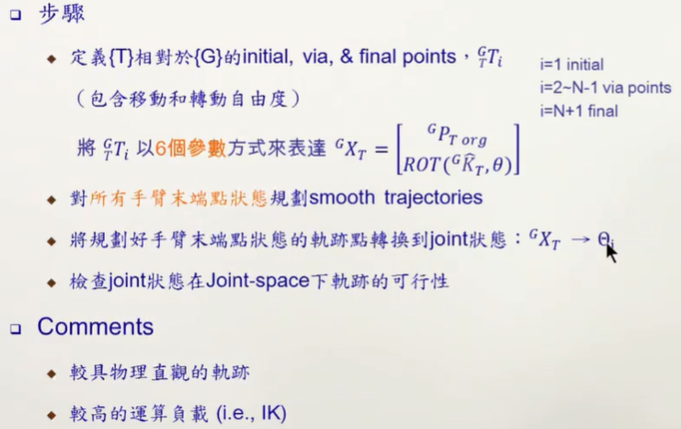 步驟
定義{T}相對於{G}的initial, via, & final points，${}^{G}_{T}T_i$
i=1 initial
i=2~N-1 via points
i=N+1 final
（包含移動和轉動自由度）
將 ${}^{G}_{T}T_i$ 以6個參數方式來表達 ${}^{G}X_T = \begin{bmatrix} {}^{G}P_{T\,org} \\ ROT({}^{G}\hat{K}_T, \theta) \end{bmatrix}$
對所有手臂末端點狀態規劃smooth trajectories
將規劃好手臂末端點狀態的軌跡點轉換到joint狀態：${}^{G}X_T \rightarrow \Theta_i$
檢查joint狀態在Joint-space下軌跡的可行性
Comments
較具物理直觀的軌跡
較高的運算負載 (i.e., IK)